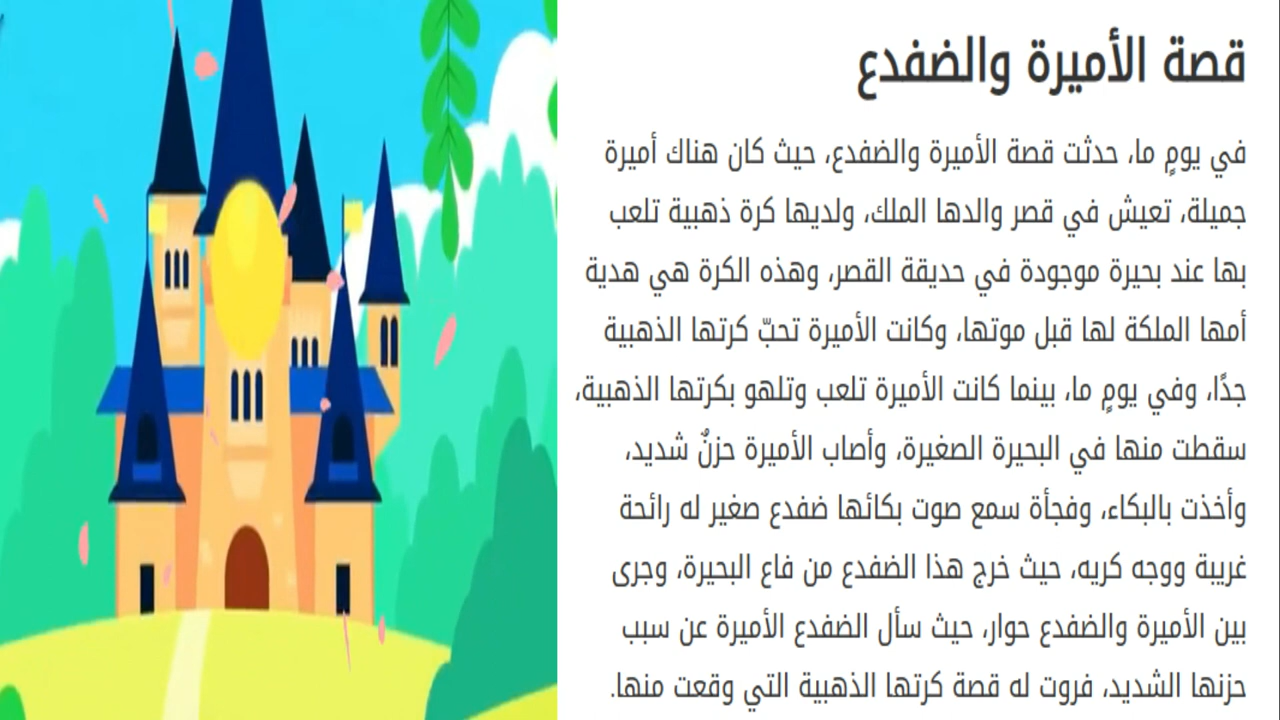 قصة الأميرة والضفدع
في يومٍ ما، حدثت قصة الأميرة والضفدع، حيث كان هناك أميرة
جميلة، تعيش في قصر والدها الملك، ولديها كرة ذهبية تلعب
بها عند بحيرة موجودة في حديقة القصر، وهذه الكرة هي هدية
أمها الملكة لها قبل موتها، وكانت الأميرة تحبّ كرتها الذهبية
جدًا، وفي يومٍ ما، بينما كانت الأميرة تلعب وتلهو بكرتها الذهبية،
سقطت منها في البحيرة الصغيرة، وأصاب الأميرة حزنٌ شديد،
وأخذت بالبكاء، وفجأة سمع صوت بكائها ضفدع صغير له رائحة
غريبة ووجه كريه، حيث خرج هذا الضفدع من فاع البحيرة، وجرى
بين الأميرة والضفدع حوار، حيث سأل الضفدع الأميرة عن سبب
حزنها الشديد، فروت له قصة كرتها الذهبية التي وقعت منها.